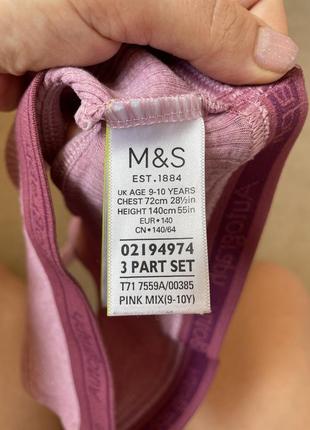 M&S
EST.1884
UK AGE 9-10 YEARS
CHEST 72cm 28½in
HEIGHT 140cm 55in
EUR • 140
CN • 140/64
02194974
3 PART SET
T71 7559A/00385
PINK MIX(9-10Y)